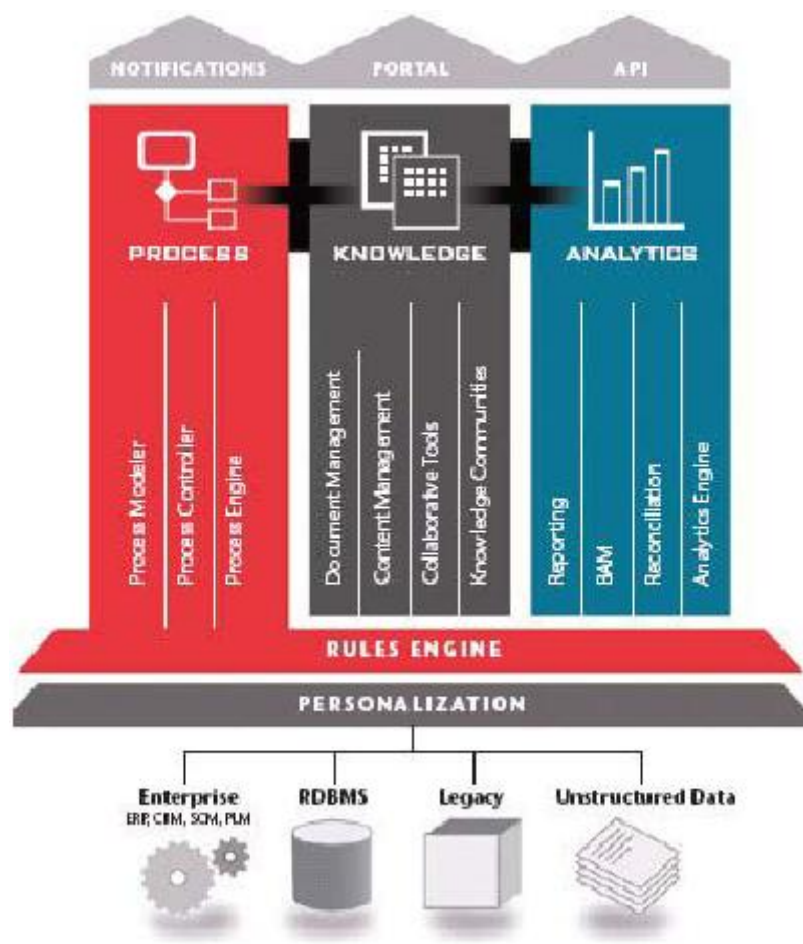 NOTIFICATIONS
PORTAL
API
PROCESS
KNOWLEDGE
ANALYTICS
Process Modeler
Process Controller
Process Engine
Document Management
Content Management
Collaborative Tools
Knowledge Communities
Reporting
BAM
Reconciliation
Analytics Engine
RULES ENGINE
PERSONALIZATION
Enterprise
ERP, CRM, SCM, PLM
RDBMS
Legacy
Unstructured Data